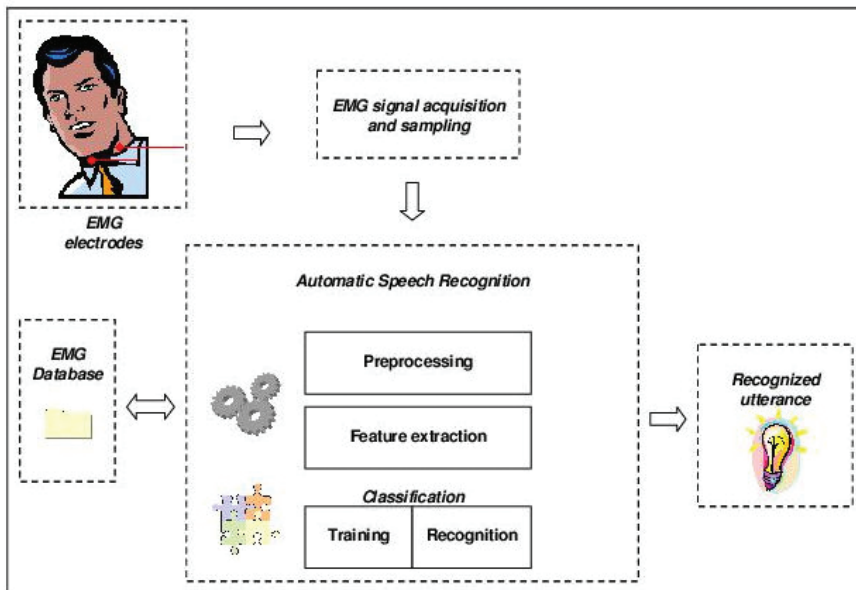 EMG signal acquisition
and sampling
EMG
electrodes
Automatic Speech Recognition
EMG
Database
Preprocessing
Feature extraction
Classification
Training
Recognition
Recognized
utterance